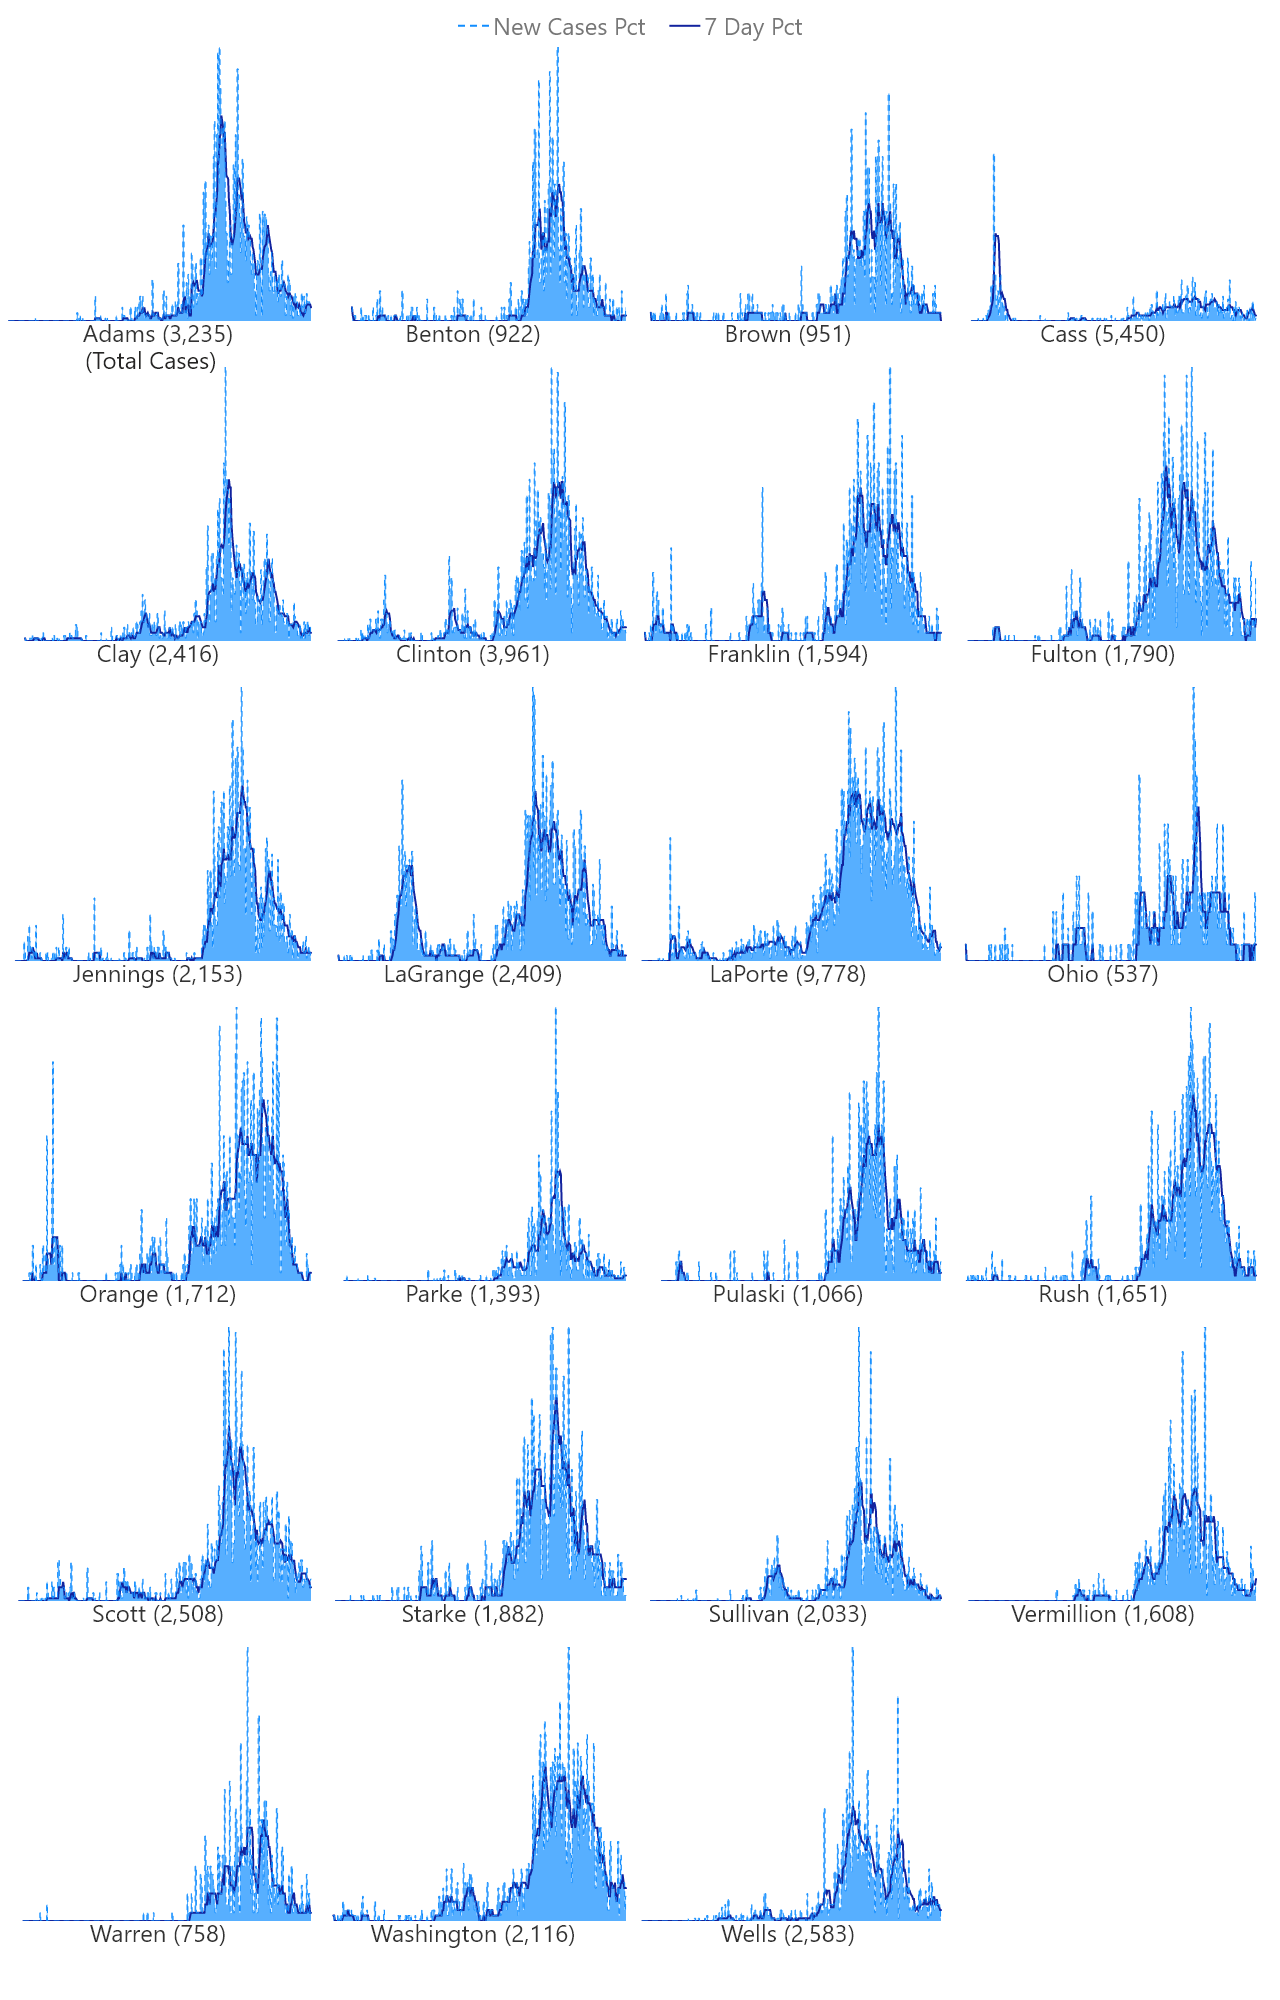 New Cases Pct 7 Day Pct
Adams (3,235) Benton (922) Brown (951) Cass (5,450)
(Total Cases)
Clay (2,416) Clinton (3,961) Franklin (1,594) Fulton (1,790)
Jennings (2,153) LaGrange (2,409) LaPorte (9,778) Ohio (537)
Orange (1,712) Parke (1,393) Pulaski (1,066) Rush (1,651)
Scott (2,508) Starke (1,882) Sullivan (2,033) Vermillion (1,608)
Warren (758) Washington (2,116) Wells (2,583)